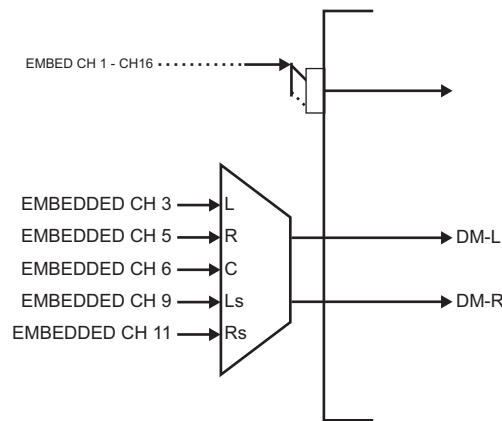 EMBED CH 1 - CH16
EMBEDDED CH 3 L
EMBEDDED CH 5 R
EMBEDDED CH 6 C
EMBEDDED CH 9 Ls
EMBEDDED CH 11 Rs
DM-L
DM-R